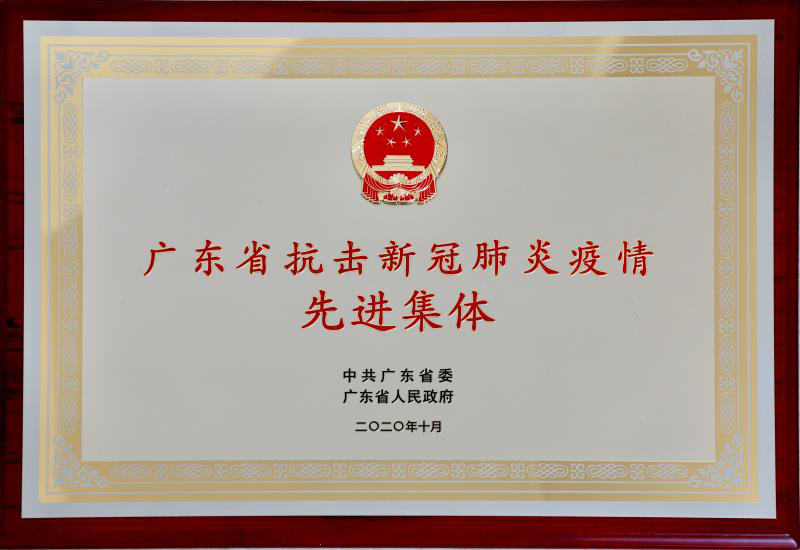 广东省抗击新冠肺炎疫情
先进集体
中共广东省委
广东省人民政府
二〇二〇年十月